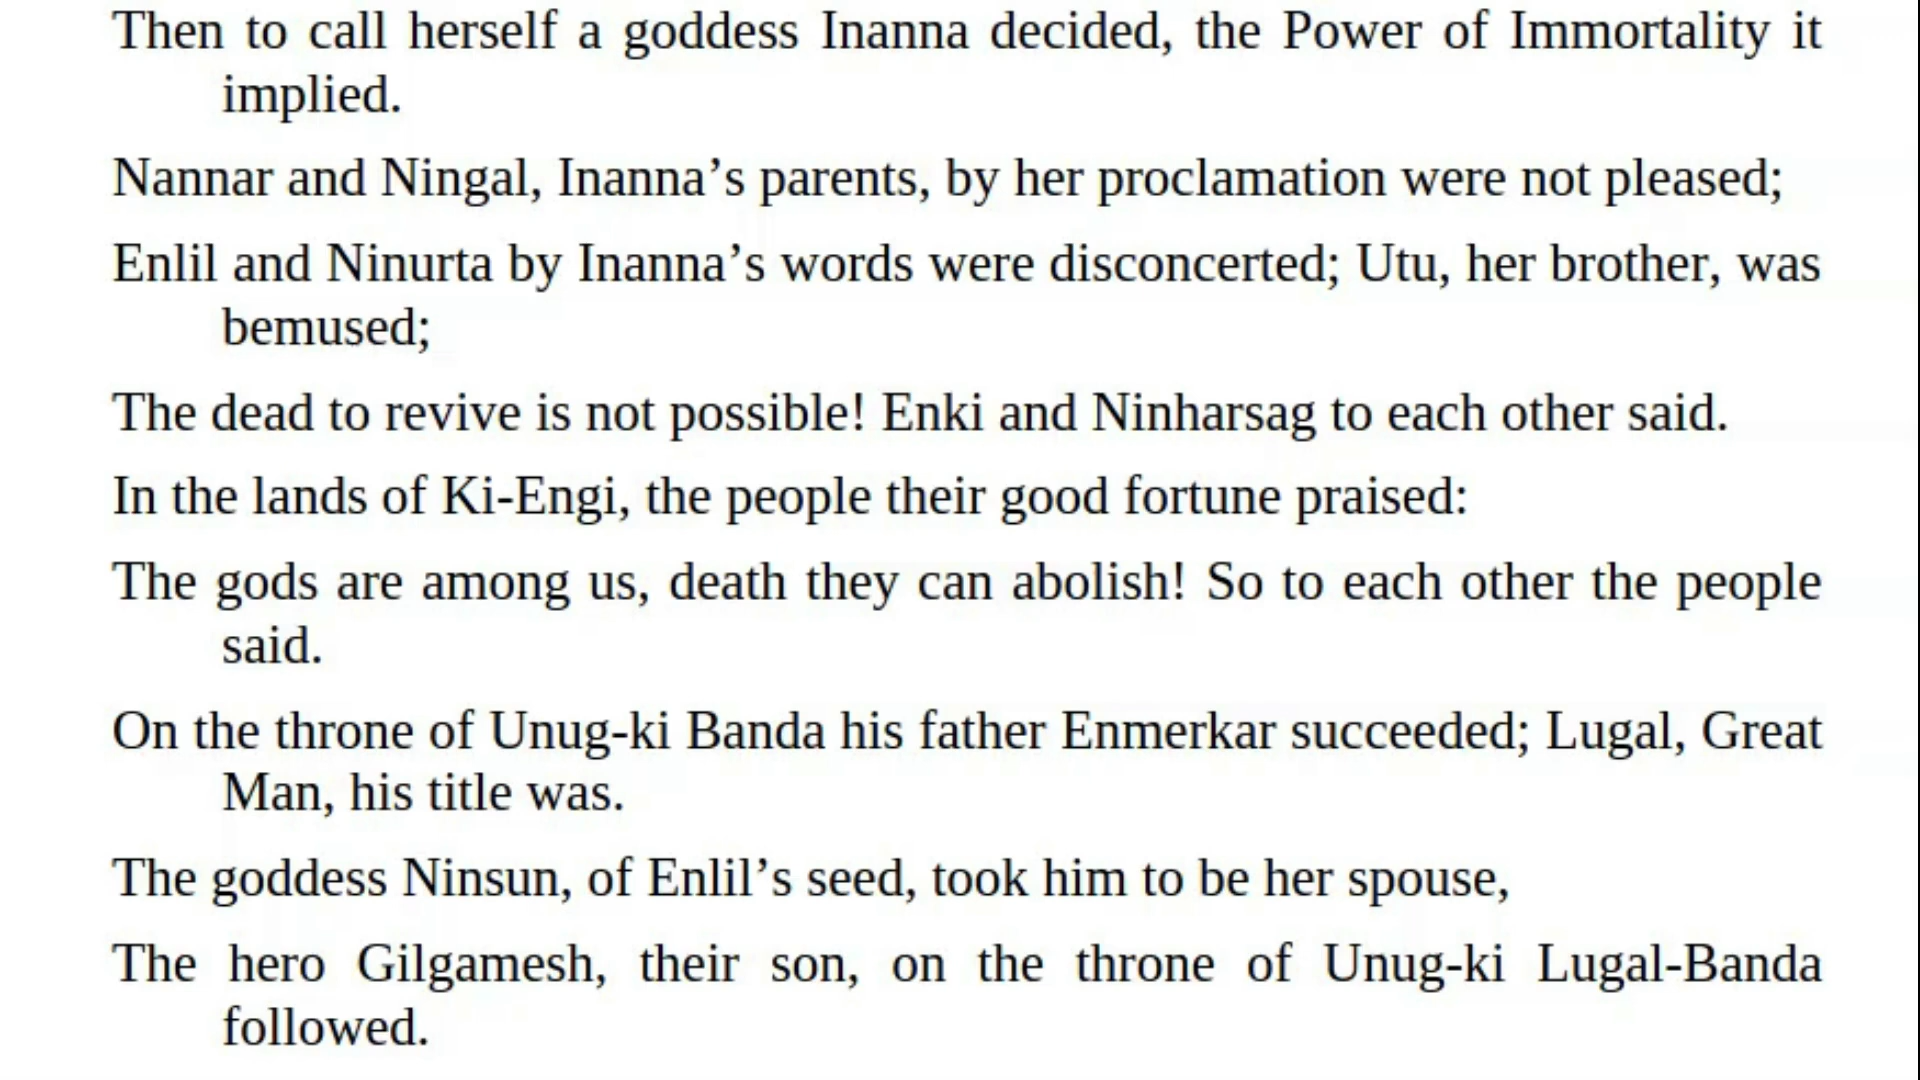 Then to call herself a goddess Inanna decided, the Power of Immortality it
implied.
Nannar and Ningal, Inanna’s parents, by her proclamation were not pleased;
Enlil and Ninurta by Inanna’s words were disconcerted; Utu, her brother, was
bemused;
The dead to revive is not possible! Enki and Ninharsag to each other said.
In the lands of Ki-Engi, the people their good fortune praised:
The gods are among us, death they can abolish! So to each other the people
said.
On the throne of Unug-ki Banda his father Enmerkar succeeded; Lugal, Great
Man, his title was.
The goddess Ninsun, of Enlil’s seed, took him to be her spouse,
The hero Gilgamesh, their son, on the throne of Unug-ki Lugal-Banda
followed.